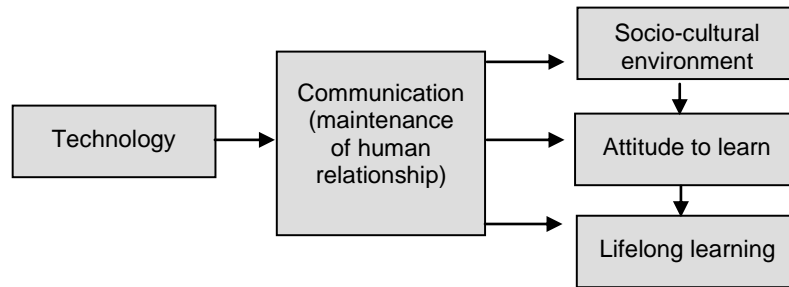 Technology
Communication
(maintenance
of human
relationship)
Socio-cultural
environment
Attitude to learn
Lifelong learning